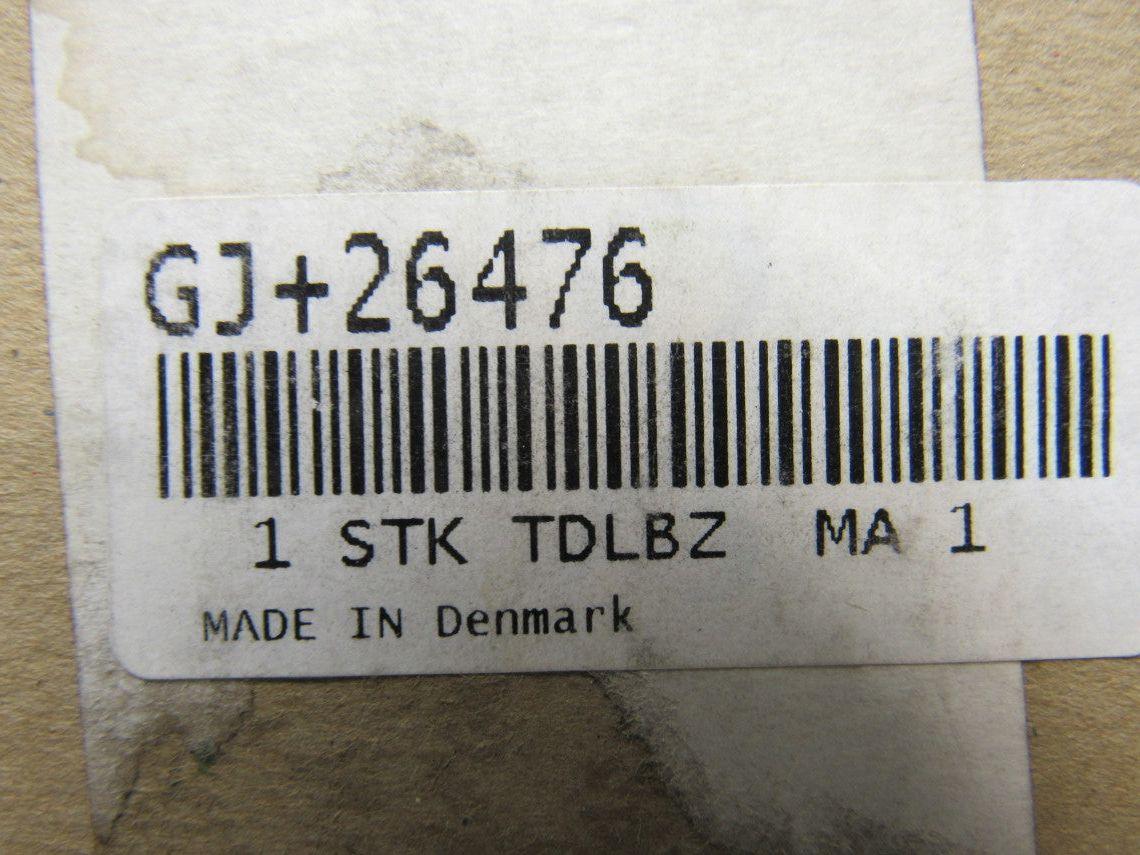 GJ+26476
1 STK TDLBZ MA 1
MADE IN Denmark